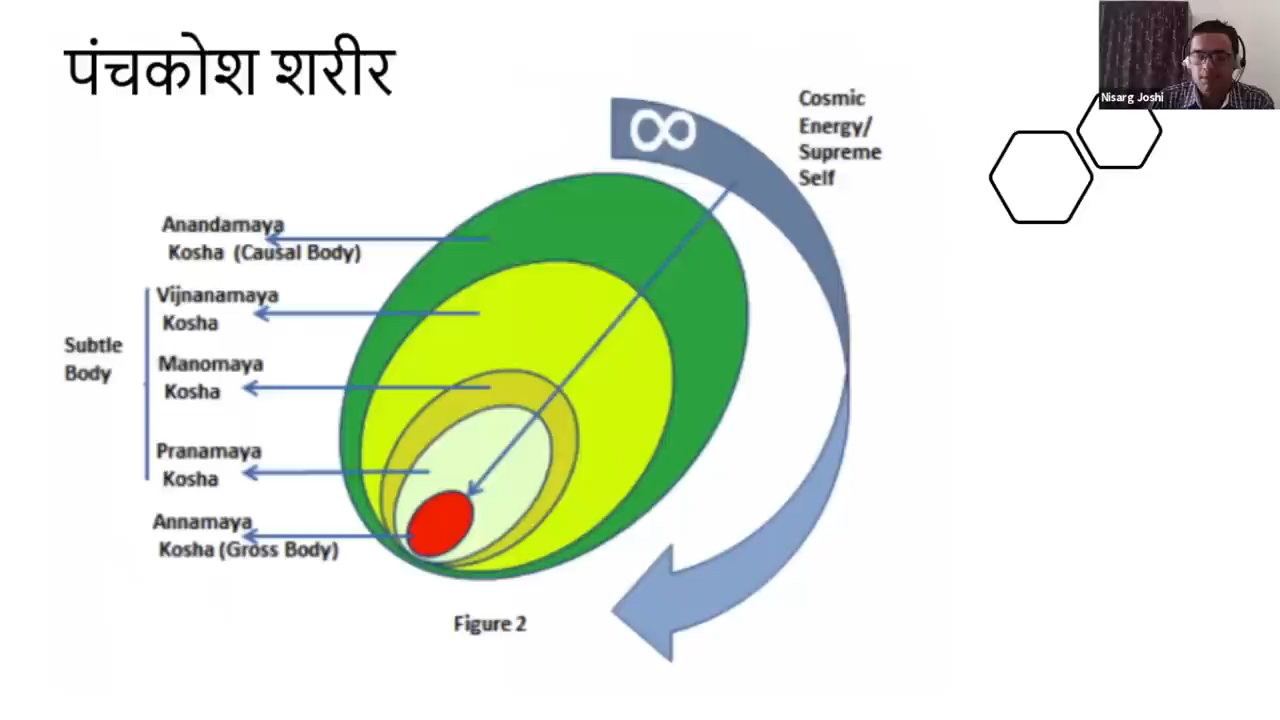 पंचकोश शरीर
Nisarg Joshi
∞
Cosmic
Energy/
Supreme
Self
Anandamaya
Kosha (Causal Body)
Vijnanamaya
Kosha
Subtle
Body
Manomaya
Kosha
Pranamaya
Kosha
Annamaya
Kosha (Gross Body)
Figure 2